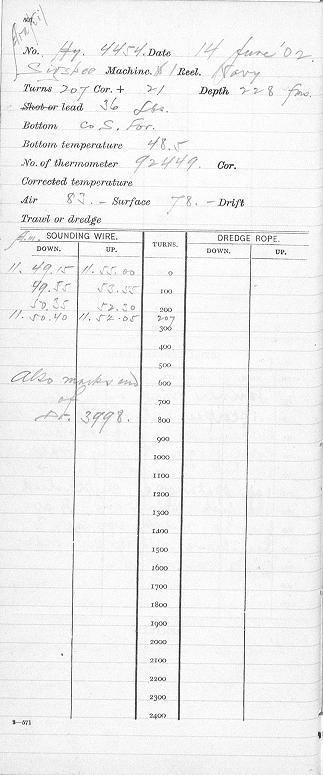 No. Hy. 4454. Date 14 June '02.
Sigsbee Machine. #1 Reel. Navy
Turns 207 Cor. + 21 Depth 228 fms.
Shot or lead 36 lbs.
Bottom co. S. For.
Bottom temperature 48.5
No. of thermometer 92449. Cor.
Corrected temperature
Air 83. - Surface 78. - Drift
Trawl or dredge
a.m. SOUNDING WIRE. TURNS. DREDGE ROPE.
DOWN. UP. DOWN. UP.
11. 49.15 11. 55.00 0
49.55 53.55 100
50.35 52.30 200
11. 50.40 11. 52.05 207
300
400
500
Also marks end 600
of 700
Dr. 3998. 800
900
1000
1100
1200
1300
1400
1500
1600
1700
1800
1900
2000
2100
2200
2300
2400
2—571